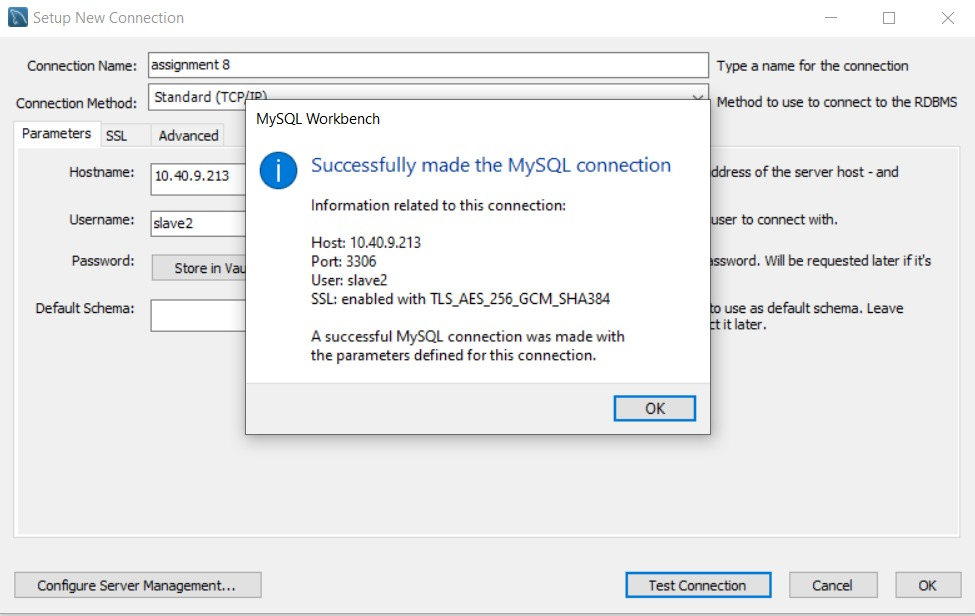 Setup New Connection
Connection Name: assignment 8 Type a name for the connection
Connection Method: Standard (TCP/IP) Method to use to connect to the RDBMS
MySQL Workbench
Parameters SSL Advanced
Successfully made the MySQL connection
Hostname: 10.40.9.213 ddress of the server host - and
Information related to this connection:
Username: slave2 user to connect with.
Host: 10.40.9.213
Port: 3306
User: slave2
SSL: enabled with TLS_AES_256_GCM_SHA384
Password: Store in Vau ssword. Will be requested later if it's
Default Schema: to use as default schema. Leave
ct it later.
A successful MySQL connection was made with
the parameters defined for this connection.
OK
Configure Server Management... Test Connection Cancel OK